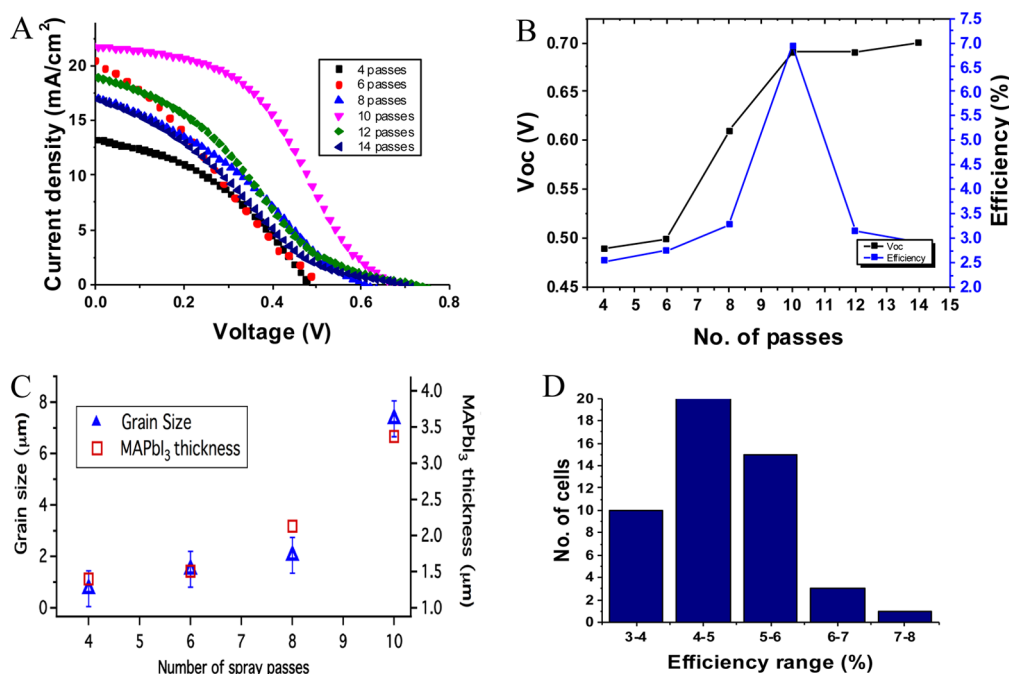 A
Current density (mA/cm²)
20
15
10
5
0
4 passes
6 passes
8 passes
10 passes
12 passes
14 passes
0.0 0.2 0.4 0.6 0.8
Voltage (V)
B
Voc (V)
0.70
0.60
0.55
0.50
0.45
Voc
Efficiency
7.5
7.0
6.5
6.0
5.5
5.0
4.5
4.0
3.5
3.0
2.5
2.0
Efficiency (%)
4 5 6 7 8 9 10 11 12 13 14 15
No. of passes
C
Grain size (μm)
8
6
4
2
0
Grain Size
MAPbI₃ thickness
4.0
3.5
3.0
2.5
2.0
1.5
1.0
MAPbI₃ thickness (μm)
4 5 6 7 8 9 10
Number of spray passes
D
No. of cells
20
18
16
14
12
10
8
6
4
2
0
3-4 4-5 5-6 6-7 7-8
Efficiency range (%)